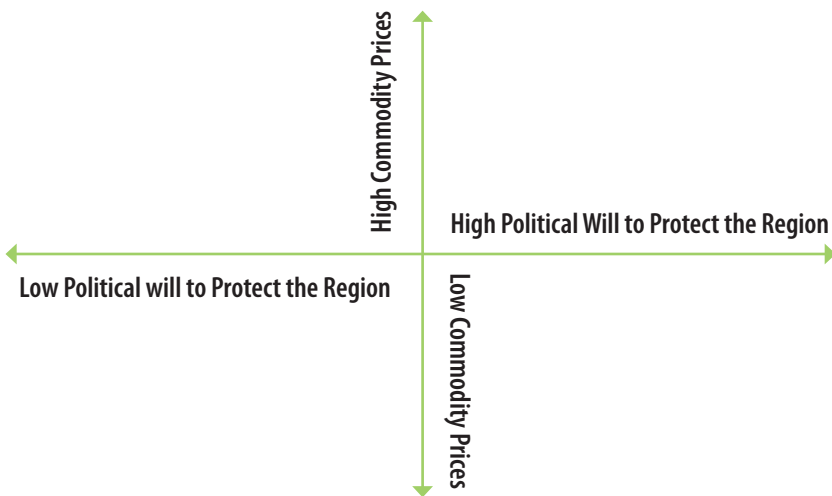 High Commodity Prices
High Political Will to Protect the Region
Low Political will to Protect the Region
Low Commodity Prices